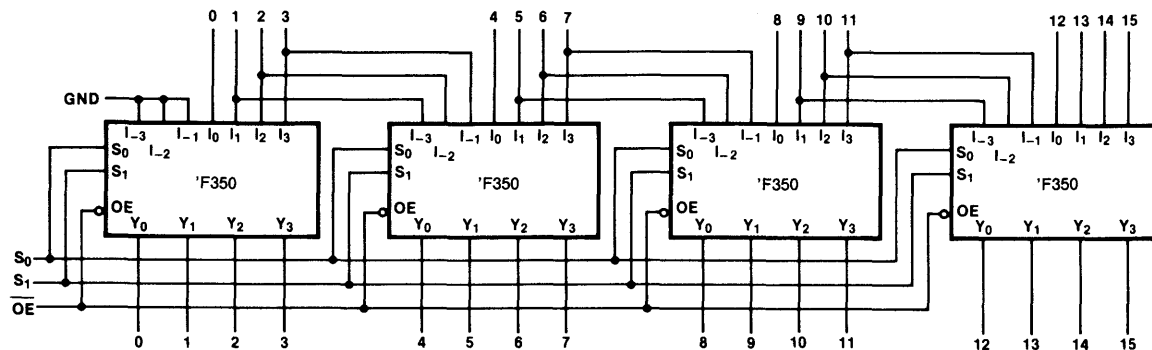 0 1 2 3 4 5 6 7 8 9 10 11 12 13 14 15
GND
I-3 I-1 I0 I1 I2 I3 I-3 I-1 I0 I1 I2 I3 I-3 I-1 I0 I1 I2 I3 I-3 I-1 I0 I1 I2 I3
S0 I-2 S0 I-2 S0 I-2 S0 I-2
S1 'F350 S1 'F350 S1 'F350 S1 'F350
OE OE OE OE
Y0 Y1 Y2 Y3 Y0 Y1 Y2 Y3 Y0 Y1 Y2 Y3 Y0 Y1 Y2 Y3
S0
S1
O̅E̅
0 1 2 3 4 5 6 7 8 9 10 11 12 13 14 15